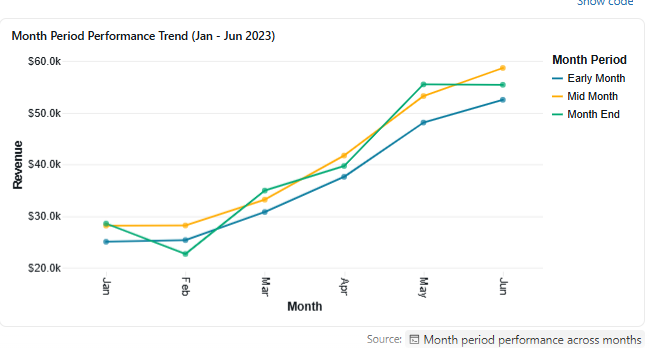 Show code
Month Period Performance Trend (Jan - Jun 2023)
Month Period
Early Month
Mid Month
Month End
Revenue
$60.0k
$50.0k
$40.0k
$30.0k
$20.0k
Jan
Feb
Mar
Apr
May
Jun
Month
Source: Month period performance across months